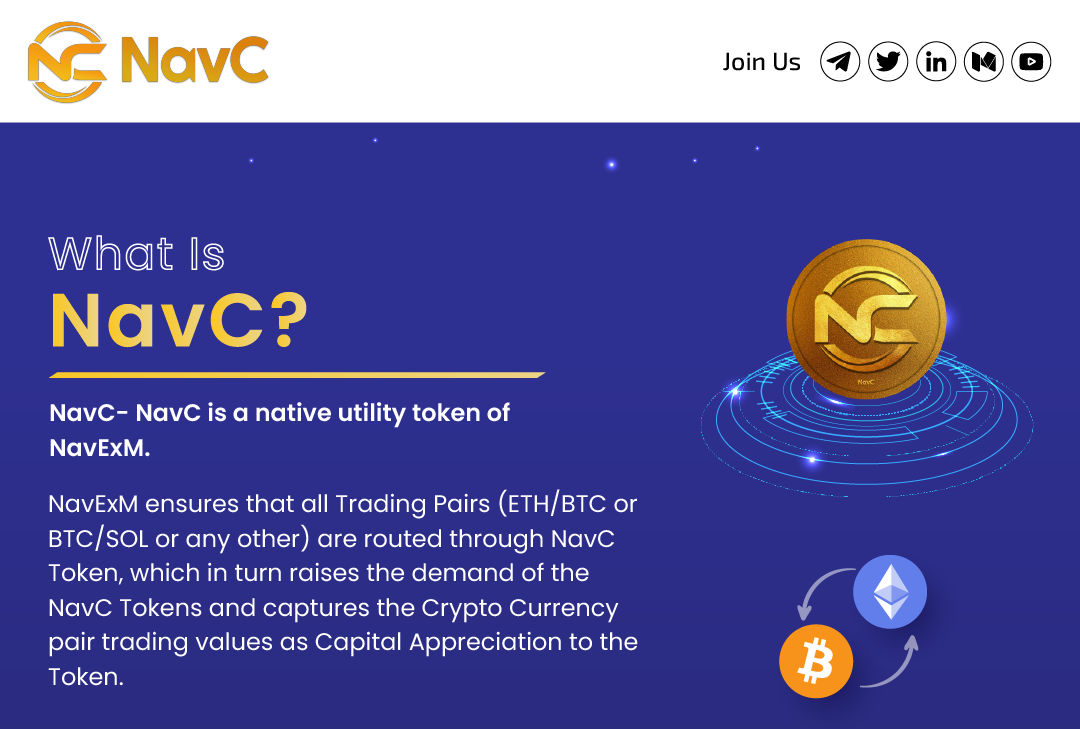 NavC
Join Us
What Is
NavC?
NavC- NavC is a native utility token of
NavExM.
NavExM ensures that all Trading Pairs (ETH/BTC or
BTC/SOL or any other) are routed through NavC
Token, which in turn raises the demand of the
NavC Tokens and captures the Crypto Currency
pair trading values as Capital Appreciation to the
Token.
NC
NavC